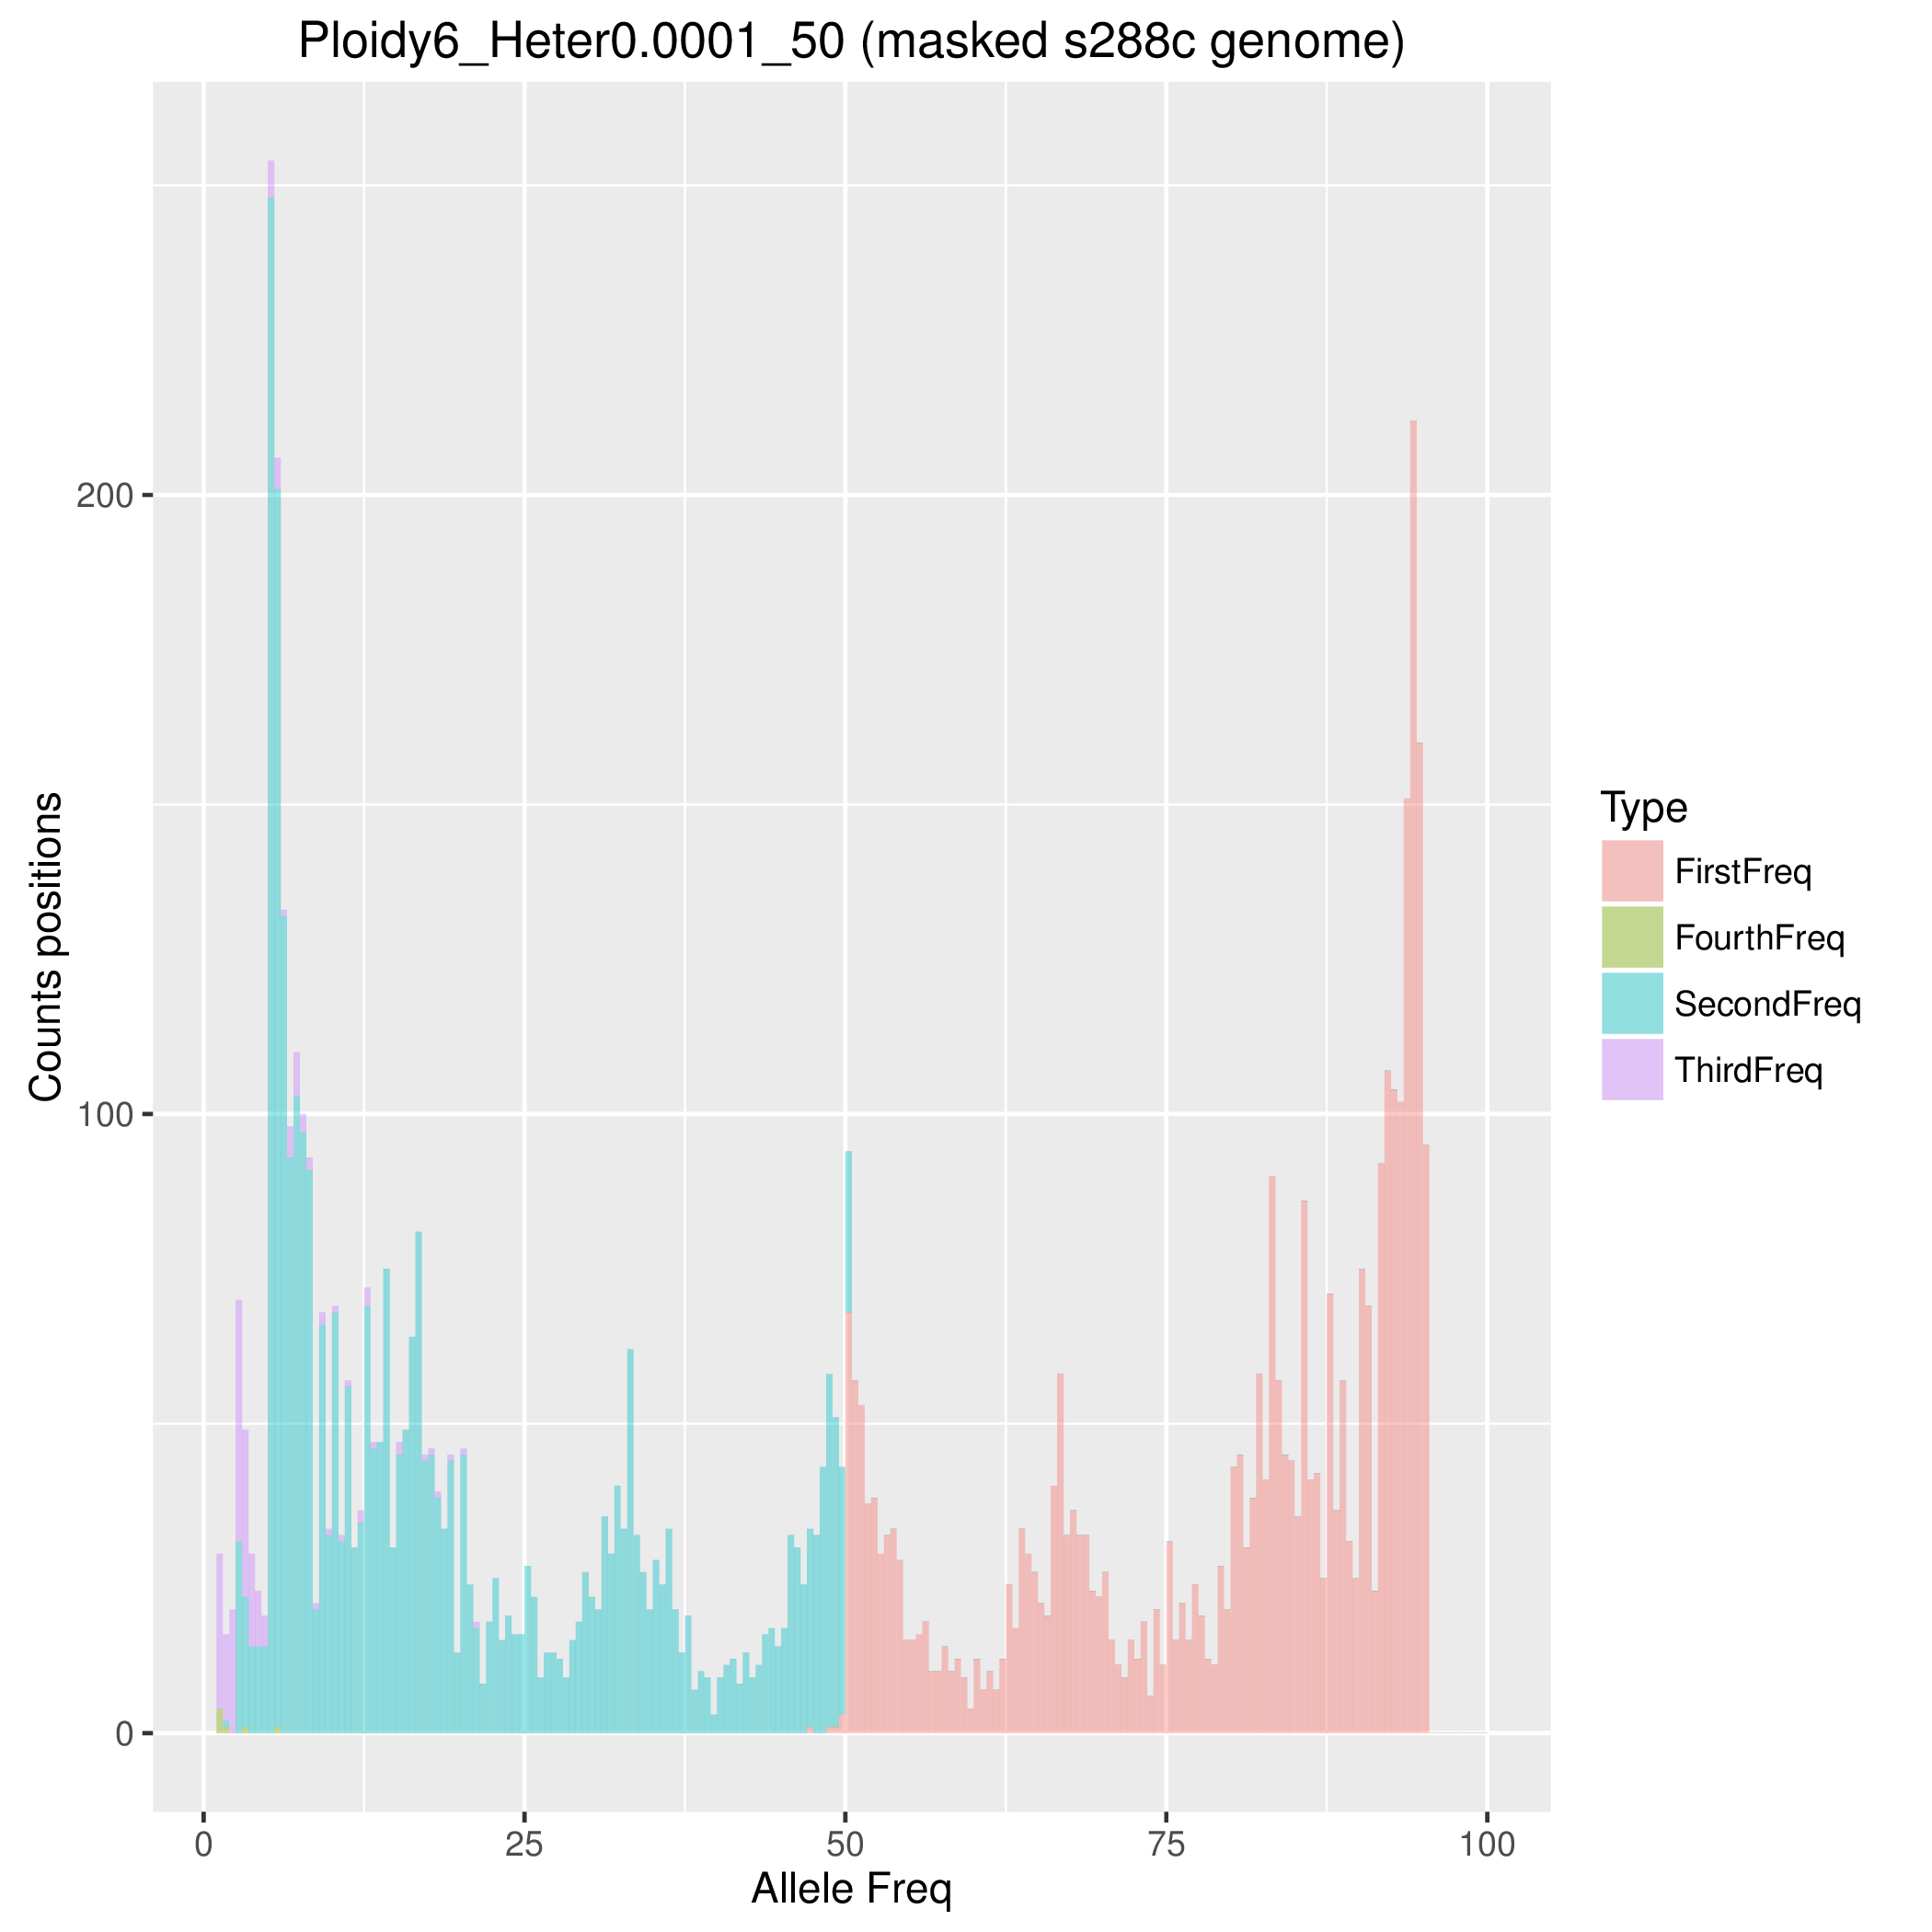 Ploidy6_Heter0.0001_50 (masked s288c genome)
Counts positions
200
100
0
0 25 50 75 100
Allele Freq
Type
FirstFreq
FourthFreq
SecondFreq
ThirdFreq